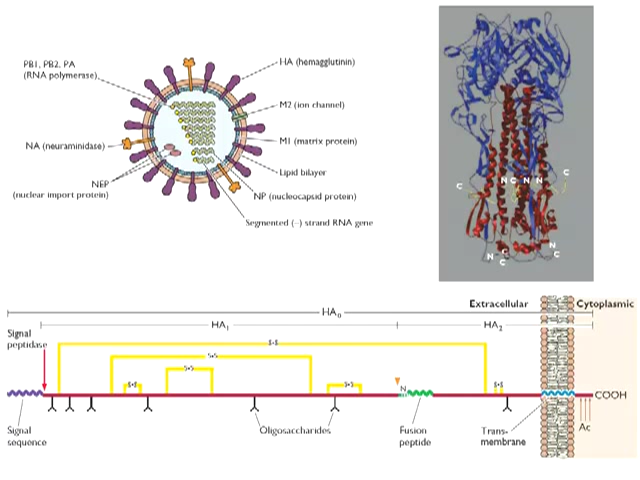 PB1, PB2, PA
(RNA polymerase)
HA (hemagglutinin)
M2 (ion channel)
NA (neuraminidase)
M1 (matrix protein)
Lipid bilayer
NEP
(nuclear import protein)
NP (nucleocapsid protein)
Segmented (−) strand RNA gene
C
N C N N
C
N
C
C
N
C
Extracellular
Cytoplasmic
HA0
HA1
HA2
Signal
peptidase
S-S
S-S
S-S
S-S
S-S
S-S
N
COOH
Signal
sequence
Oligosaccharides
Fusion
peptide
Trans-
membrane
Ac